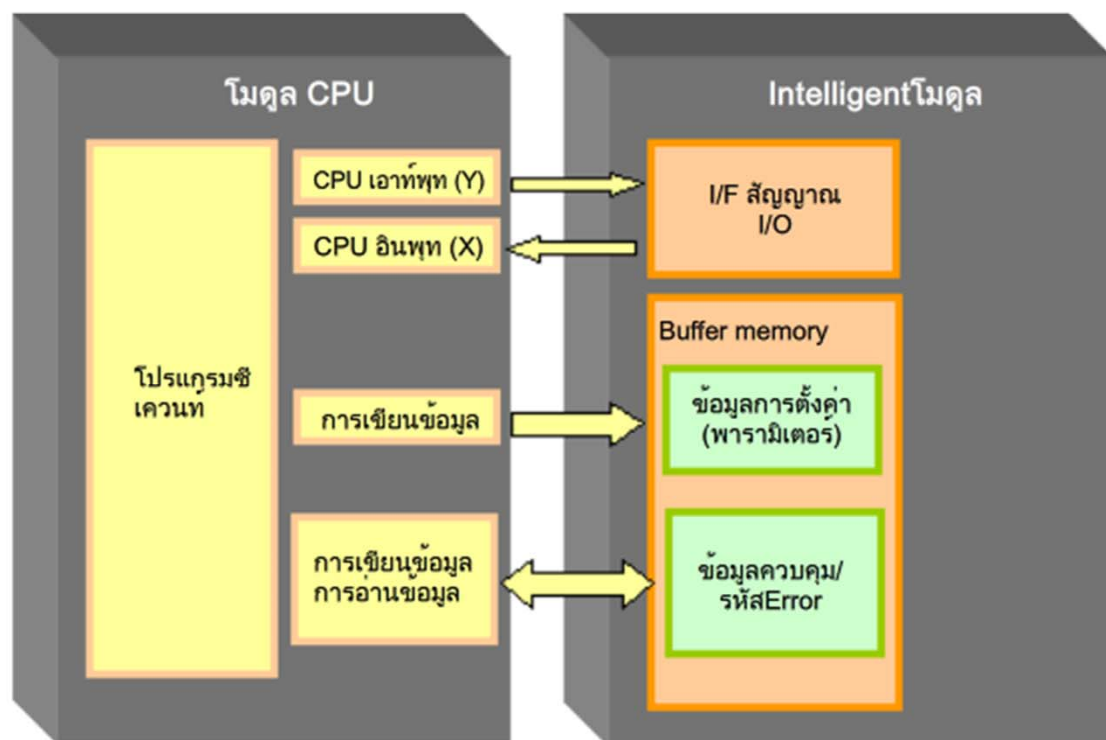 โมดูล CPU
โปรแกรมซี
เควนท์
CPU เอาท์พุท (Y)
CPU อินพุท (X)
การเขียนข้อมูล
การเขียนข้อมูล
การอ่านข้อมูล
Intelligentโมดูล
I/F สัญญาณ
I/O
Buffer memory
ข้อมูลการตั้งค่า
(พารามิเตอร์)
ข้อมูลควบคุม/
รหัสError